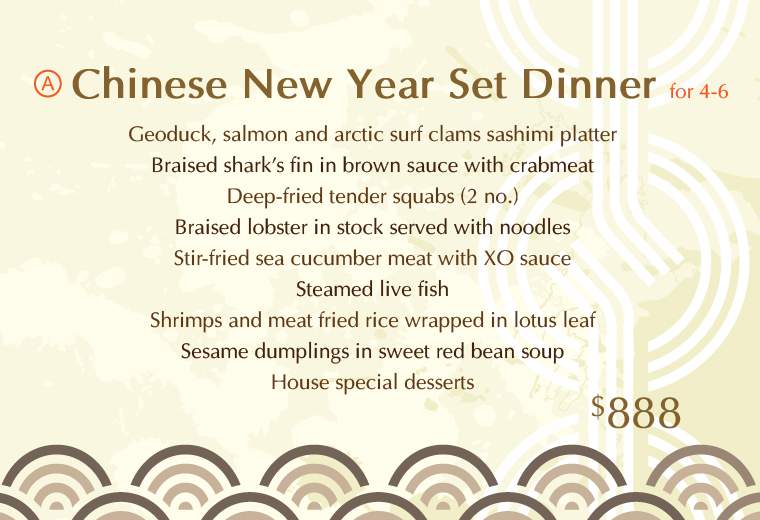 Ⓐ Chinese New Year Set Dinner for 4-6
Geoduck, salmon and arctic surf clams sashimi platter
Braised shark’s fin in brown sauce with crabmeat
Deep-fried tender squabs (2 no.)
Braised lobster in stock served with noodles
Stir-fried sea cucumber meat with XO sauce
Steamed live fish
Shrimps and meat fried rice wrapped in lotus leaf
Sesame dumplings in sweet red bean soup
House special desserts
$888